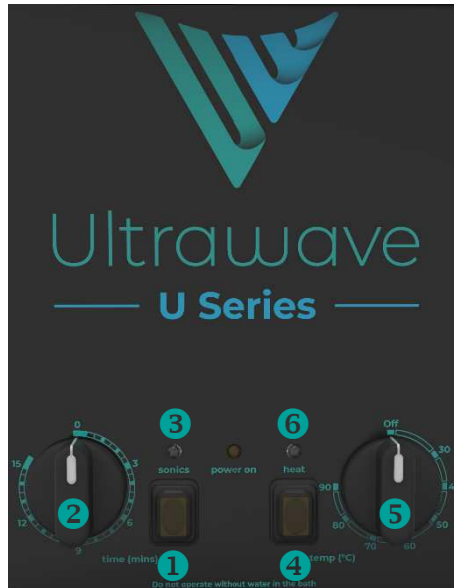 Ultrawave
U Series
3
6
sonics
power on
heat
0
3
6
9
12
15
2
Off
30
50
60
70
80
90
5
time (mins)
1
4
temp (°C)
Do not operate without water in the bath